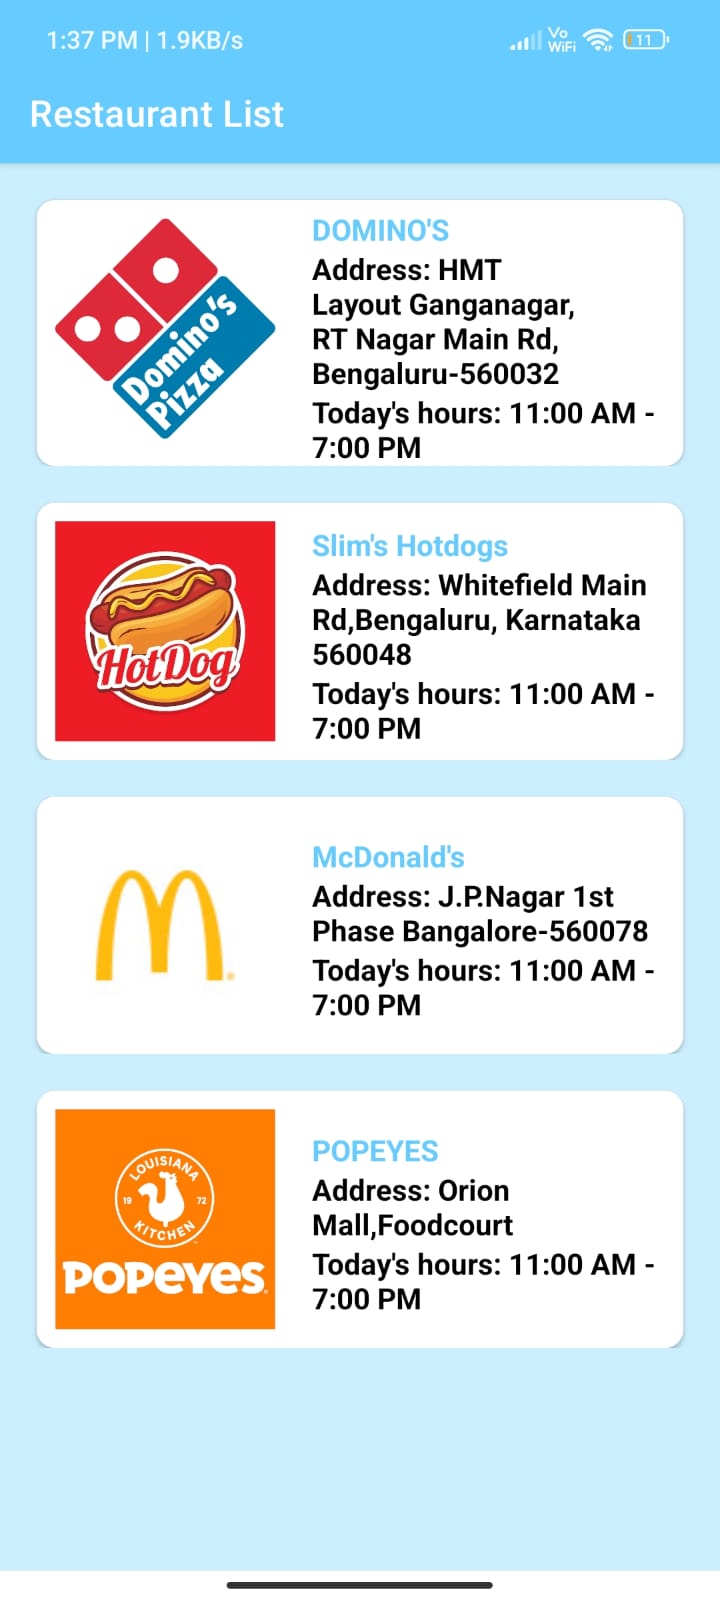 1:37 PM | 1.9KB/s
Vo
WiFi
11
Restaurant List
Domino's
Pizza
DOMINO'S
Address: HMT
Layout Ganganagar,
RT Nagar Main Rd,
Bengaluru-560032
Today's hours: 11:00 AM -
7:00 PM
HotDog
Slim's Hotdogs
Address: Whitefield Main
Rd,Bengaluru, Karnataka
560048
Today's hours: 11:00 AM -
7:00 PM
McDonald's
Address: J.P.Nagar 1st
Phase Bangalore-560078
Today's hours: 11:00 AM -
7:00 PM
LOUISIANA
19 72
KITCHEN
POPEYES
POPEYES
Address: Orion
Mall,Foodcourt
Today's hours: 11:00 AM -
7:00 PM